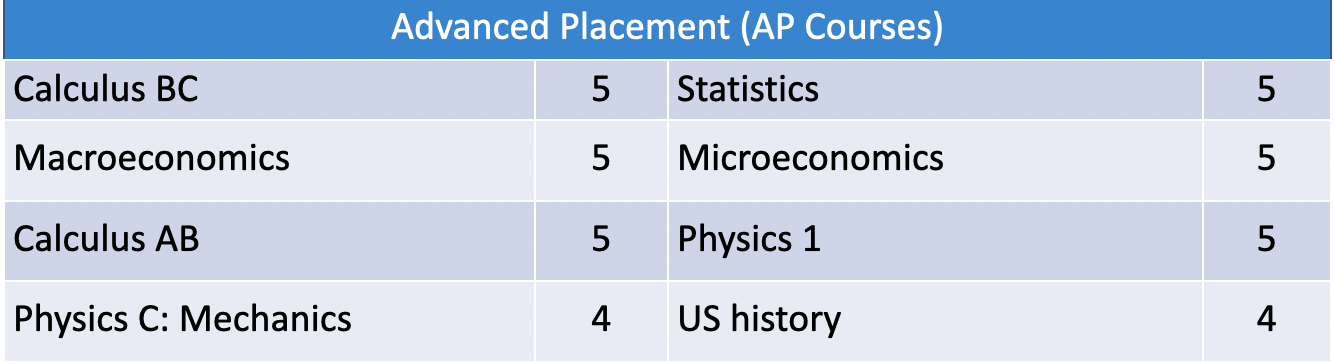 Advanced Placement (AP Courses)
Calculus BC 5 Statistics 5
Macroeconomics 5 Microeconomics 5
Calculus AB 5 Physics 1 5
Physics C: Mechanics 4 US history 4